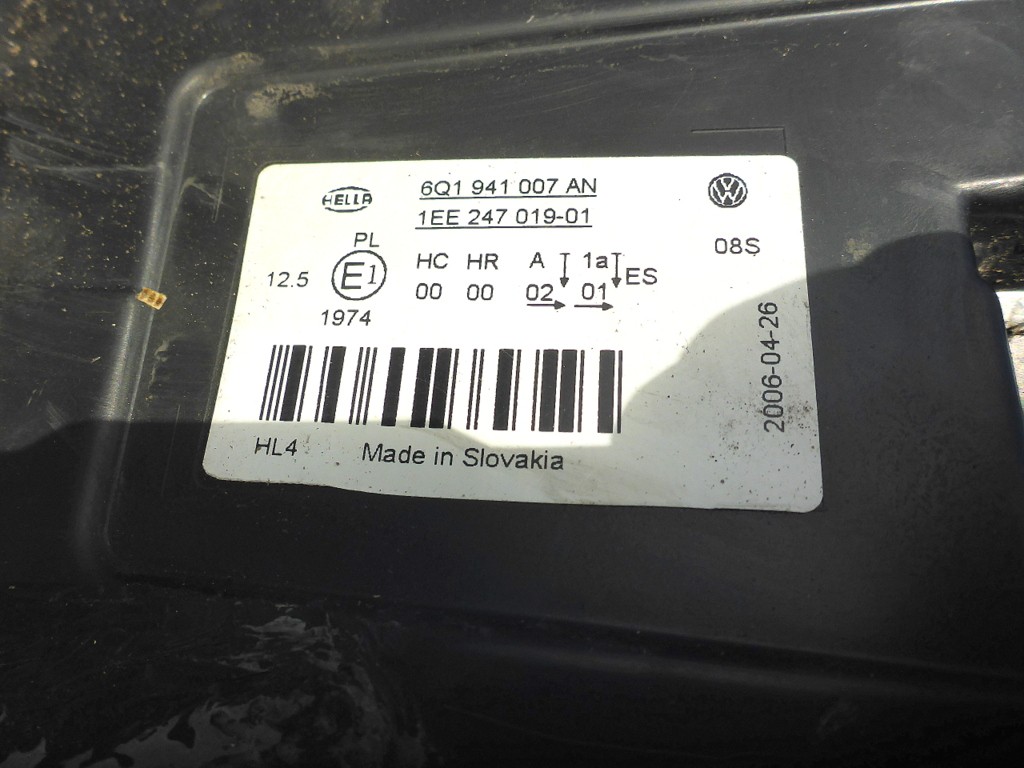 HELLA
6Q1 941 007 AN
1EE 247 019-01
08S
PL
12.5 E1 HC HR A 1a ES
00 00 02 01
1974
2006-04-26
HL4 Made in Slovakia